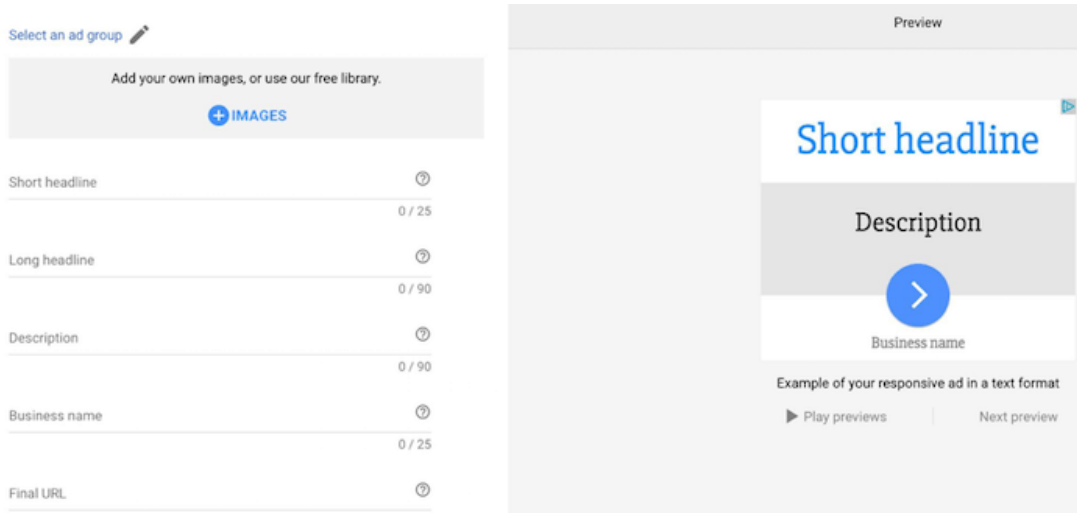 Select an ad group
Add your own images, or use our free library.
IMAGES
Short headline
0 / 25
Long headline
0 / 90
Description
0 / 90
Business name
0 / 25
Final URL
Preview
Short headline
Description
Business name
Example of your responsive ad in a text format
Play previews
Next preview